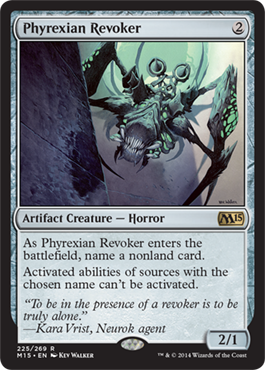 Phyrexian Revoker 2
Artifact Creature — Horror M15
As Phyrexian Revoker enters the
battlefield, name a nonland card.
Activated abilities of sources with the
chosen name can't be activated.
“To be in the presence of a revoker is to be
truly alone.”
—Kara Vrist, Neurok agent
2/1
225/269 R
M15 • EN Kev Walker
™ & © 2014 Wizards of the Coast